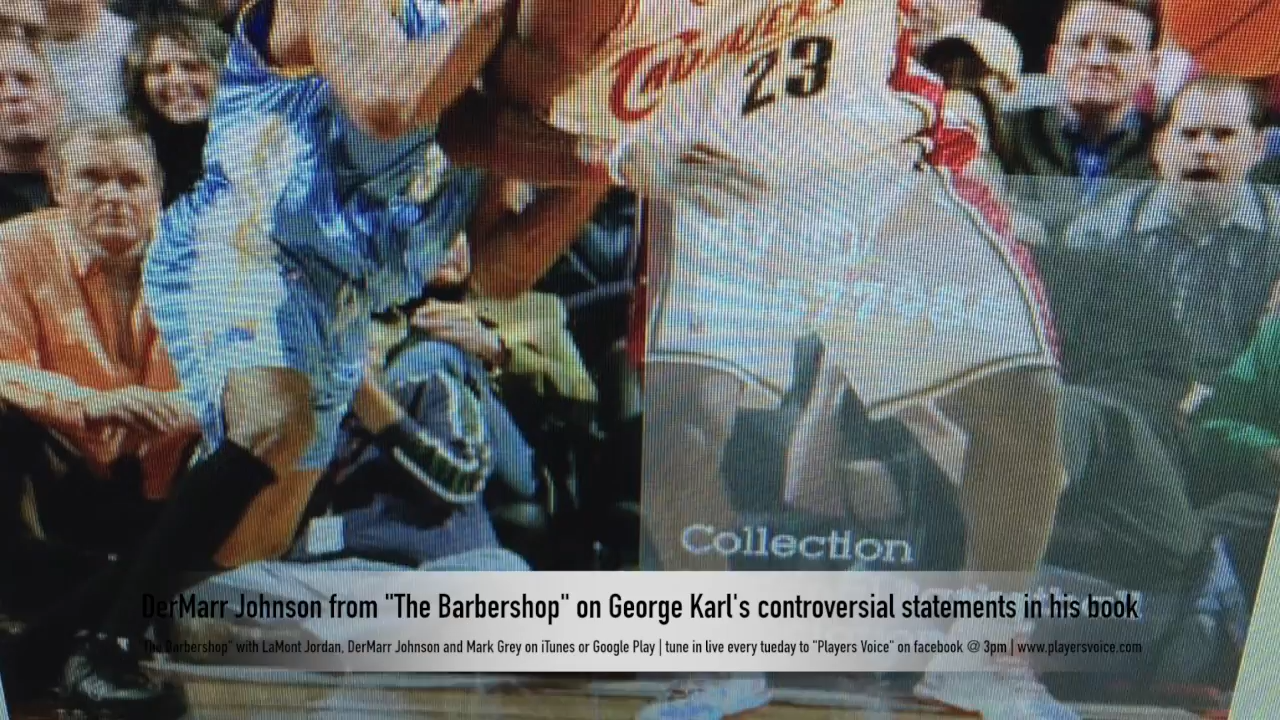 Cavaliers
23
Collection
DerMarr Johnson from "The Barbershop" on George Karl's controversial statements in his book
The Barbershop" with LaMont Jordan, DerMarr Johnson and Mark Grey on iTunes or Google Play | tune in live every tueday to "Players Voice" on facebook @ 3pm | www.playersvoice.com